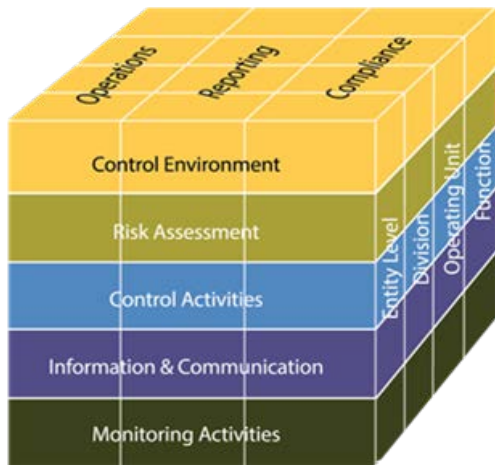 Operations
Reporting
Compliance
Control Environment
Risk Assessment
Control Activities
Information & Communication
Monitoring Activities
Entity Level
Division
Operating Unit
Function